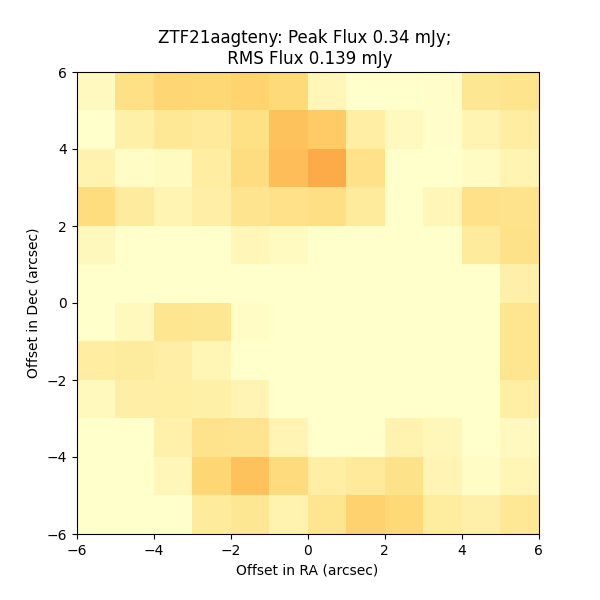 ZTF21aagteny: Peak Flux 0.34 mJy;
RMS Flux 0.139 mJy
6
4
2
0
−2
−4
−6
Offset in Dec (arcsec)
−6 −4 −2 0 2 4 6
Offset in RA (arcsec)